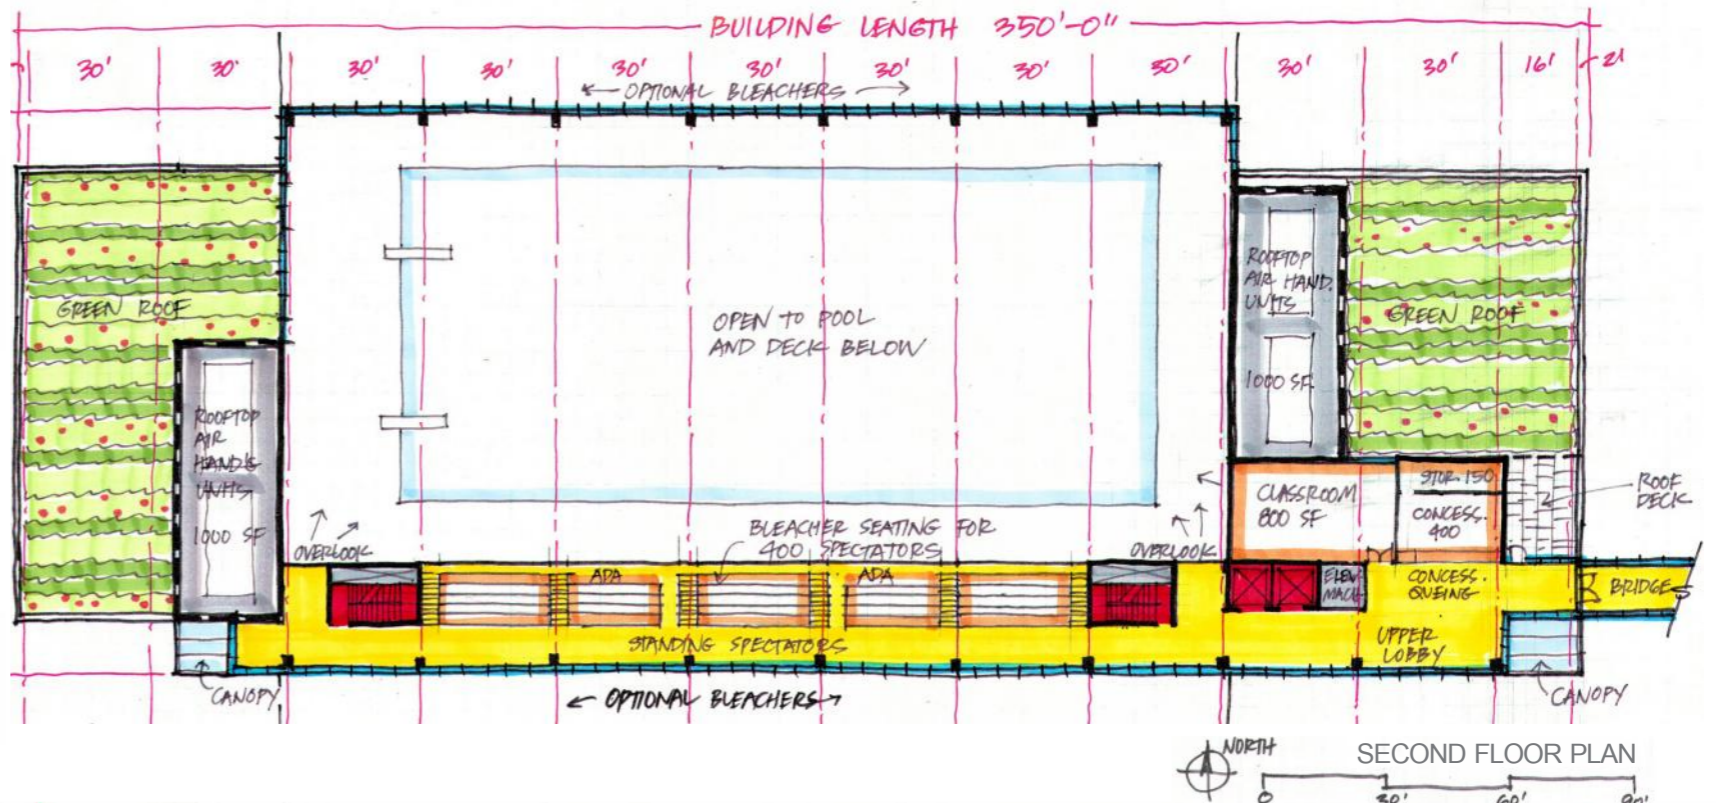 BUILDING LENGTH 350'-0"
30' 30' 30' 30' 30' 30' 30' 30' 30' 30' 30' 16' 2'
← OPTIONAL BLEACHERS →
GREEN ROOF
ROOFTOP
AIR
HAND'G
UNITS
1000 SF
OPEN TO POOL
AND DECK BELOW
ROOFTOP
AIR HAND.
UNITS
1000 SF.
GREEN ROOF
OVERLOOK
BLEACHER SEATING FOR
400 SPECTATORS
OVERLOOK
CLASSROOM
800 SF
STOR. 150
CONCESS.
400
ROOF
DECK
ADA
ADA
ELEV
MACH
CONCESS.
QUEING
BRIDGE
STANDING SPECTATORS
UPPER
LOBBY
CANOPY
← OPTIONAL BLEACHERS →
CANOPY
NORTH
SECOND FLOOR PLAN
0 30' 60' 90'